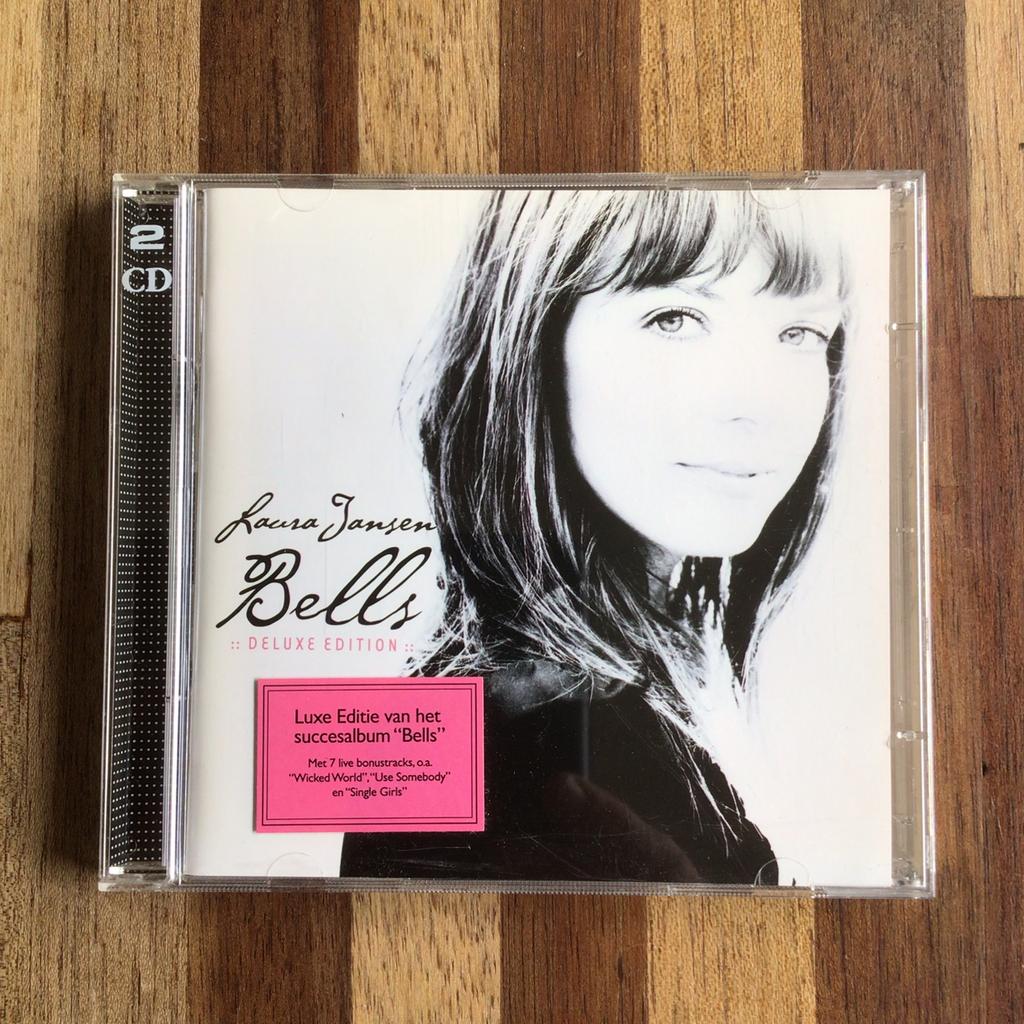 2
CD
Laura Jansen
Bells
:: DELUXE EDITION ::
Luxe Editie van het
succesalbum "Bells"
Met 7 live bonustracks, o.a.
"Wicked World", "Use Somebody"
en "Single Girls"